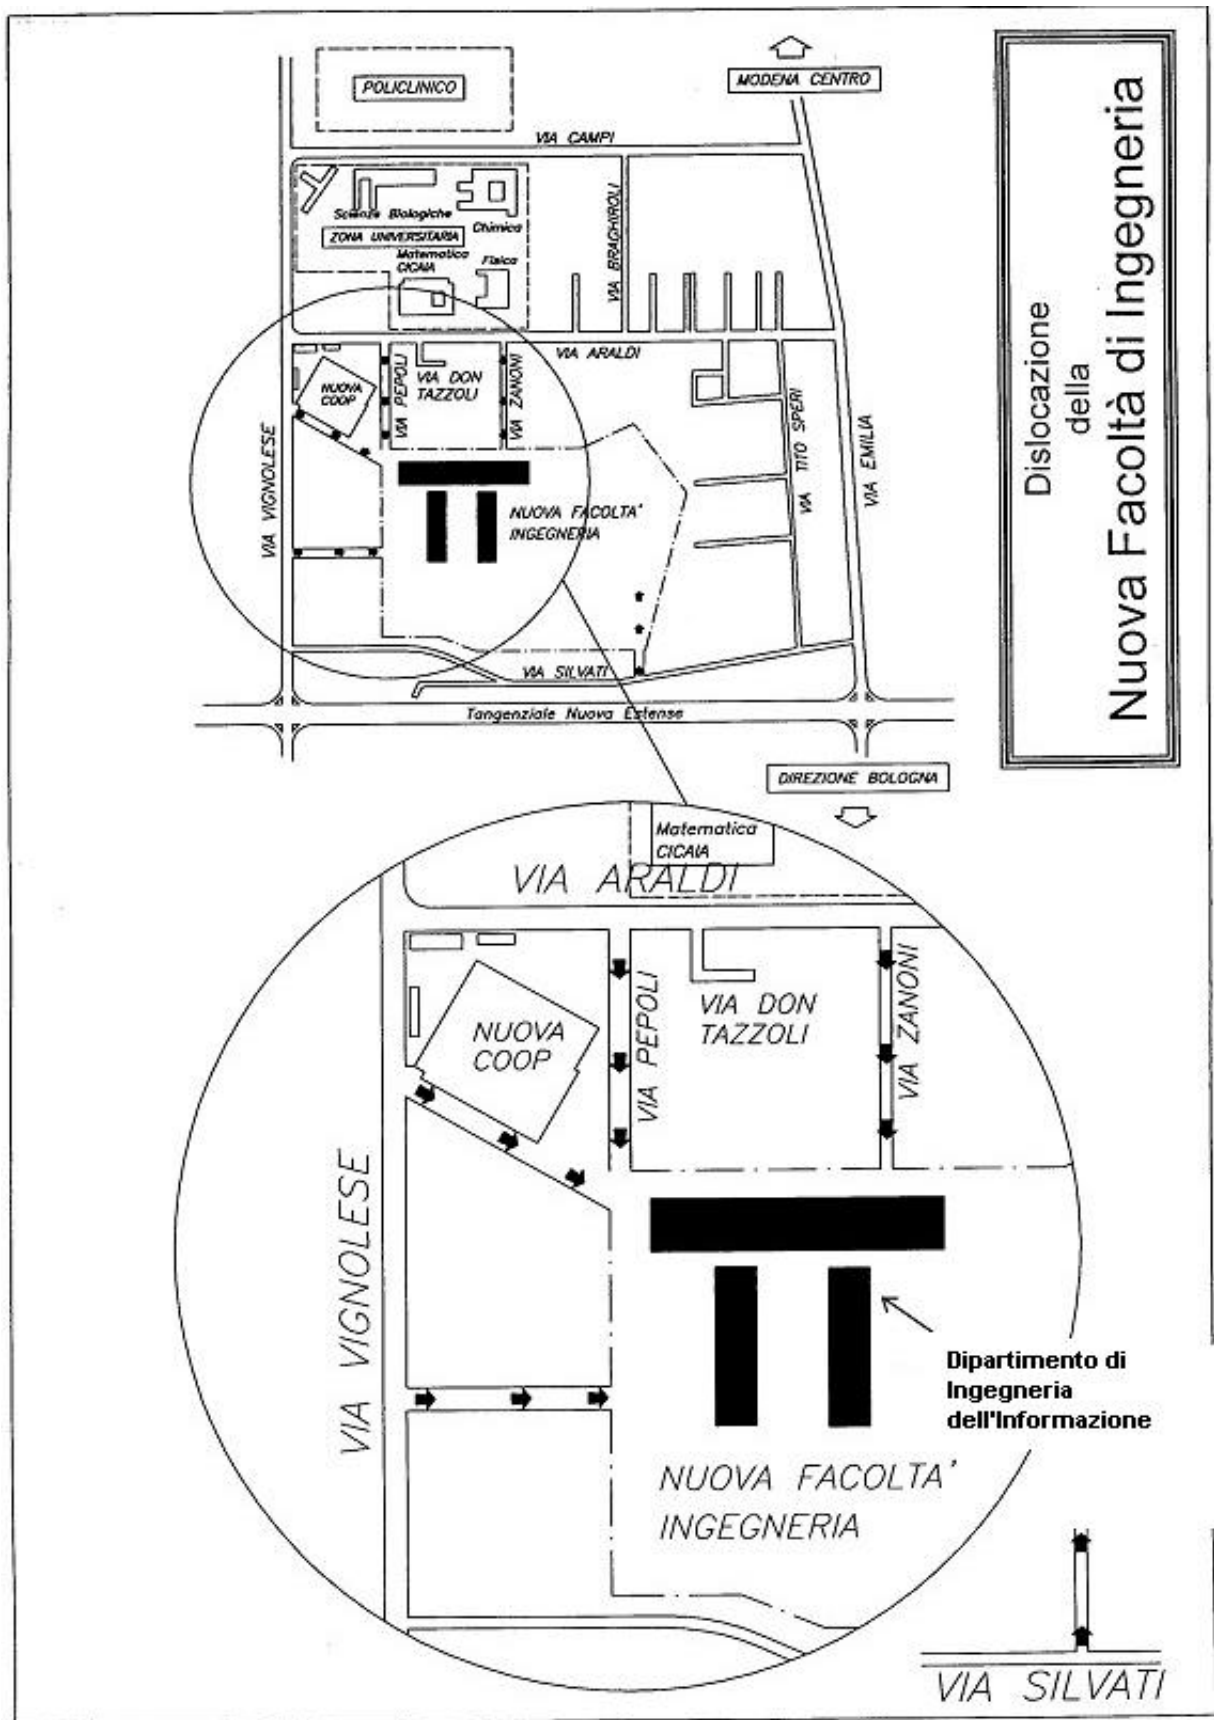 POLICLINICO
MODENA CENTRO
VIA CAMPI
Scienze Biologiche
Chimica
ZONA UNIVERSITARIA
Matematica
CICAIA
Fisica
VIA BRAGHIROLI
VIA ARALDI
NUOVA
COOP
VIA PEPOLI
VIA DON
TAZZOLI
VIA ZANONI
VIA VIGNOLESE
NUOVA FACOLTA'
INGEGNERIA
VIA TITO SPERI
VIA EMILIA
VIA SILVATI
Tangenziale Nuova Estense
DIREZIONE BOLOGNA
Dislocazione
della
Nuova Facoltà di Ingegneria
Matematica
CICAIA
VIA ARALDI
NUOVA
COOP
VIA PEPOLI
VIA DON
TAZZOLI
VIA ZANONI
VIA VIGNOLESE
Dipartimento di
Ingegneria
dell'Informazione
NUOVA FACOLTA'
INGEGNERIA
VIA SILVATI